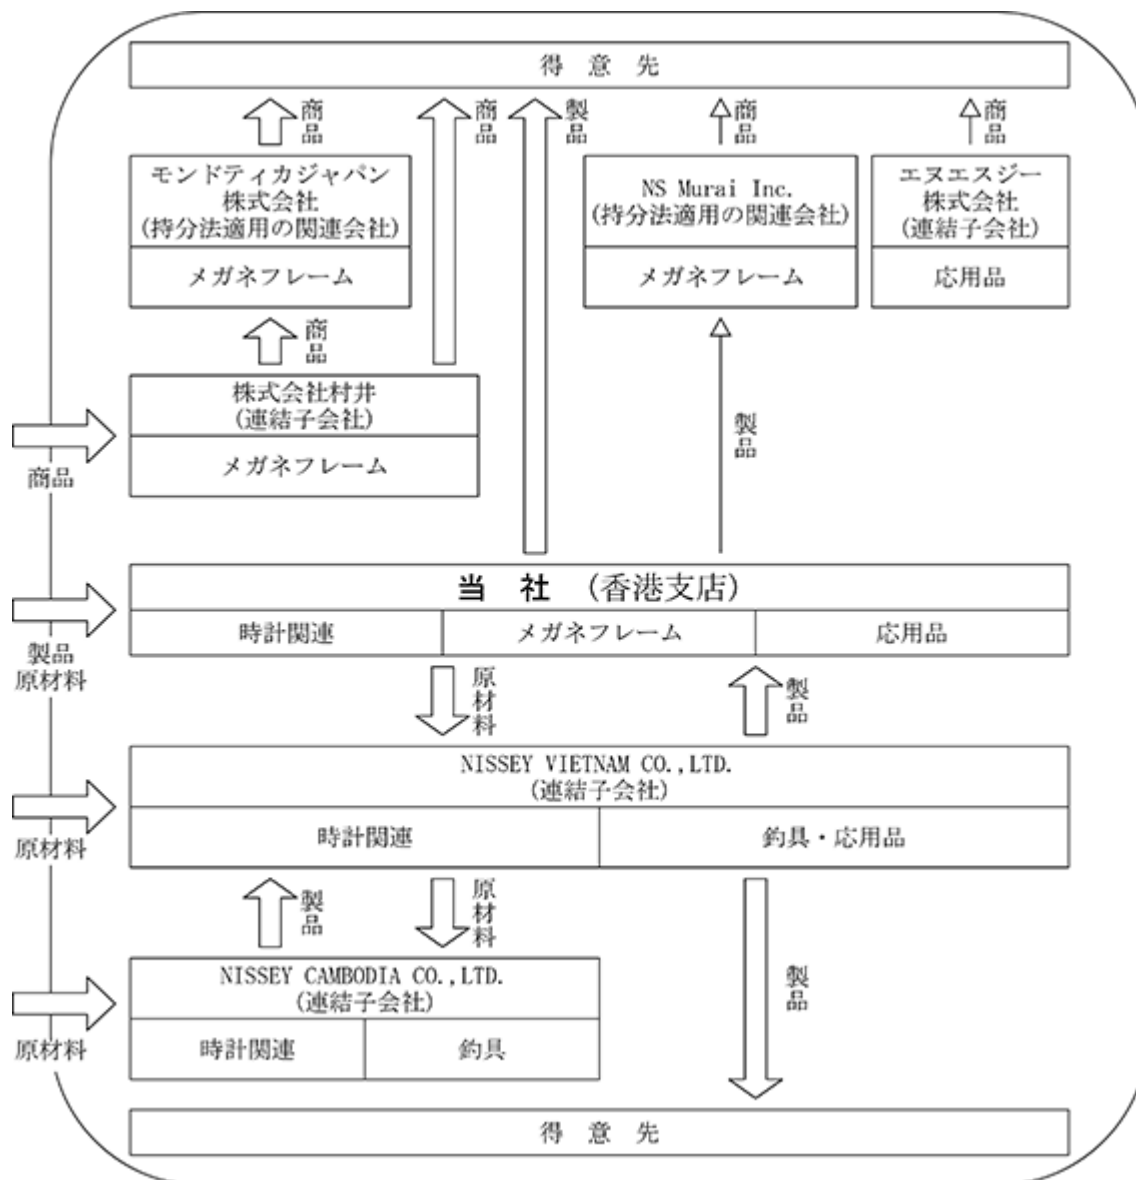 得 意 先
商品
商品
製品
商品
商品
モンドティカジャパン
株式会社
(持分法適用の関連会社)
メガネフレーム
NS Murai Inc.
(持分法適用の関連会社)
メガネフレーム
エヌエスジー
株式会社
(連結子会社)
応用品
商品
株式会社村井
(連結子会社)
メガネフレーム
商品
製品
当 社 (香港支店)
時計関連
メガネフレーム
応用品
製品
原材料
原材料
製品
NISSEY VIETNAM CO.,LTD.
(連結子会社)
時計関連
釣具・応用品
原材料
製品
原材料
製品
NISSEY CAMBODIA CO.,LTD.
(連結子会社)
時計関連
釣具
原材料
得 意 先